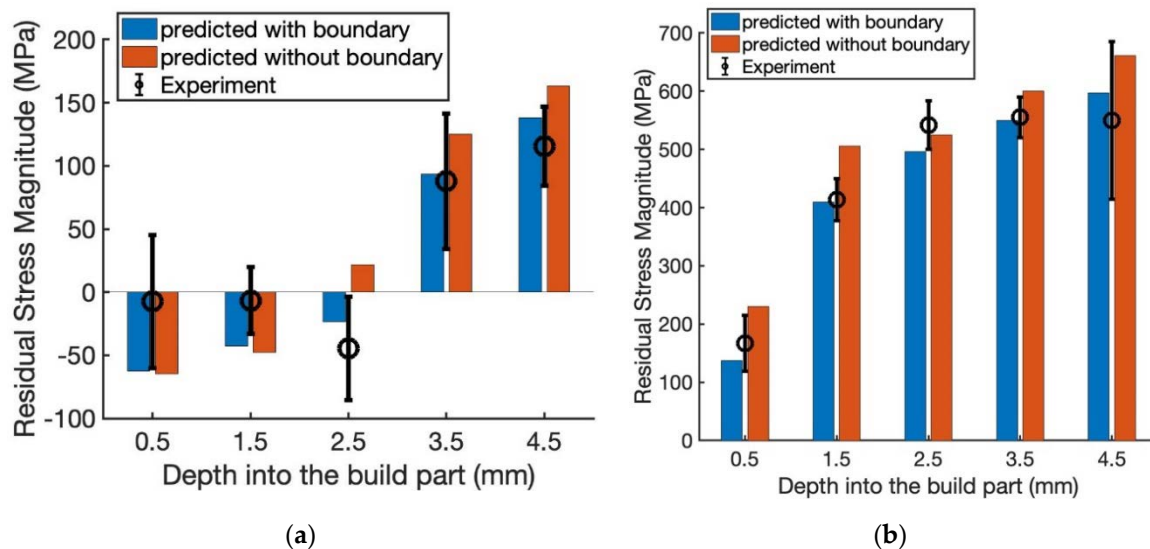 predicted with boundary
predicted without boundary
Experiment
Residual Stress Magnitude (MPa)
200
150
100
50
0
-50
-100
0.5 1.5 2.5 3.5 4.5
Depth into the build part (mm)
(a)
predicted with boundary
predicted without boundary
Experiment
Residual Stress Magnitude (MPa)
700
600
500
400
300
200
100
0
0.5 1.5 2.5 3.5 4.5
Depth into the build part (mm)
(b)